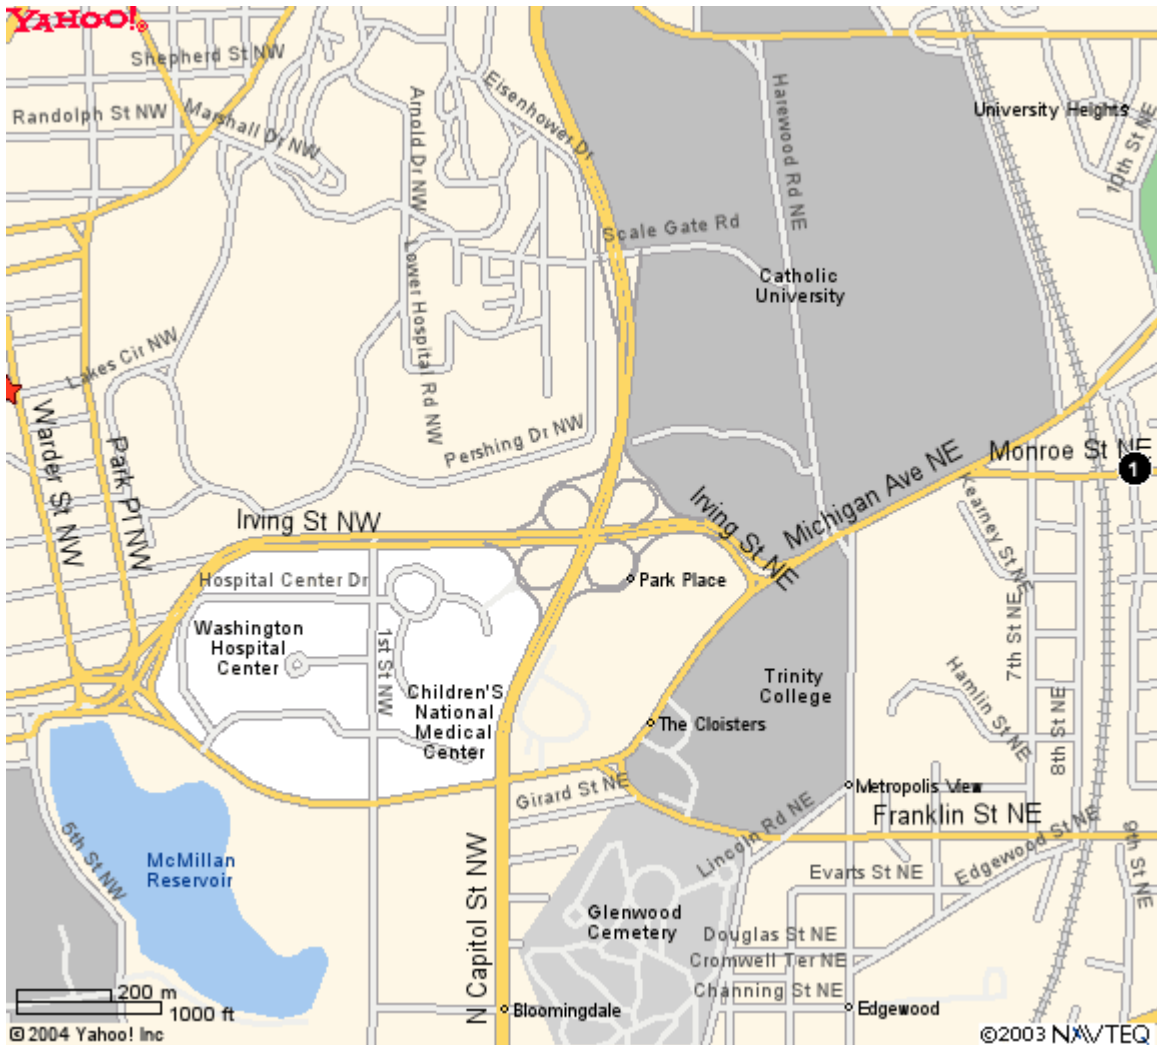 YAHOO!
Shepherd St NW
Randolph St NW
Marshall Dr NW
Arnold Dr NW
Eisenhower Dr
Harewood Rd NE
University Heights
10th St NE
Scale Gate Rd
Lower Hospital Rd NW
Catholic
University
Lakes Cir NW
Warder St NW
Park Pl NW
Pershing Dr NW
Irving St NW
Irving St NE
Michigan Ave NE
Monroe St NE
1
Kearney St NE
Hospital Center Dr
Park Place
Washington
Hospital
Center
1st St NW
Children'S
National
Medical
Center
Trinity
College
7th St NE
Hamlin St NE
8th St NE
The Cloisters
Girard St NE
Metropolis View
Franklin St NE
Lincoln Rd NE
Edgewood St NE
9th St NE
McMillan
Reservoir
5th St NW
N Capitol St NW
Evarts St NE
Glenwood
Cemetery
Douglas St NE
Cromwell Ter NE
Channing St NE
200 m
1000 ft
Bloomingdale
Edgewood
© 2004 Yahoo! Inc
©2003 NAVTEQ